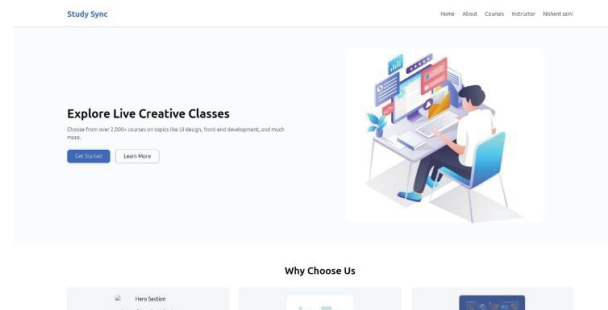 Study Sync
Home About Courses Instructor Nishant saini
Explore Live Creative Classes
Choose from over 2,000+ courses on topics like UI design, front end development, and much
more.
Get Started Learn More
Why Choose Us
Hero Section